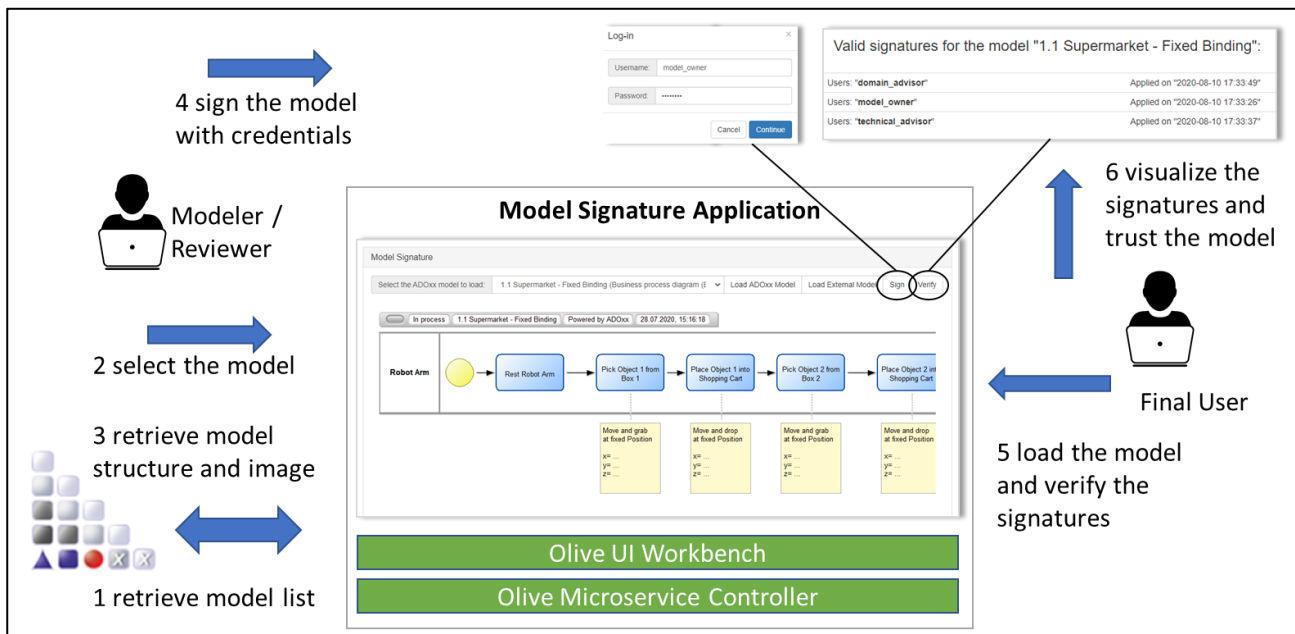 4 sign the model
with credentials
Log-in
×
Username: model_owner
Password: ········
Cancel Continue
Valid signatures for the model "1.1 Supermarket - Fixed Binding":
Users: "domain_advisor" Applied on "2020-08-10 17:33:49"
Users: "model_owner" Applied on "2020-08-10 17:33:26"
Users: "technical_advisor" Applied on "2020-08-10 17:33:37"
Modeler /
Reviewer
6 visualize the
signatures and
trust the model
Model Signature Application
Model Signature
Select the ADOxx model to load: 1.1 Supermarket - Fixed Binding (Business process diagram (E Load ADOxx Model Load External Model Sign Verify
In process 1.1 Supermarket - Fixed Binding Powered by ADOxx 28.07.2020, 15:16:18
2 select the model
Robot Arm
Rest Robot Arm
Pick Object 1 from
Box 1
Place Object 1 into
Shopping Cart
Pick Object 2 from
Box 2
Place Object 2 int
Shopping Cart
Move and grab
at fixed Position
x= ...
y= ...
z= ...
Move and drop
at fixed Position
x= ...
y= ...
z= ...
Move and grab
at fixed Position
x= ...
y= ...
z= ...
Move and drop
at fixed Position
x= ...
y= ...
z= ...
Final User
3 retrieve model
structure and image
X X
1 retrieve model list
5 load the model
and verify the
signatures
Olive UI Workbench
Olive Microservice Controller